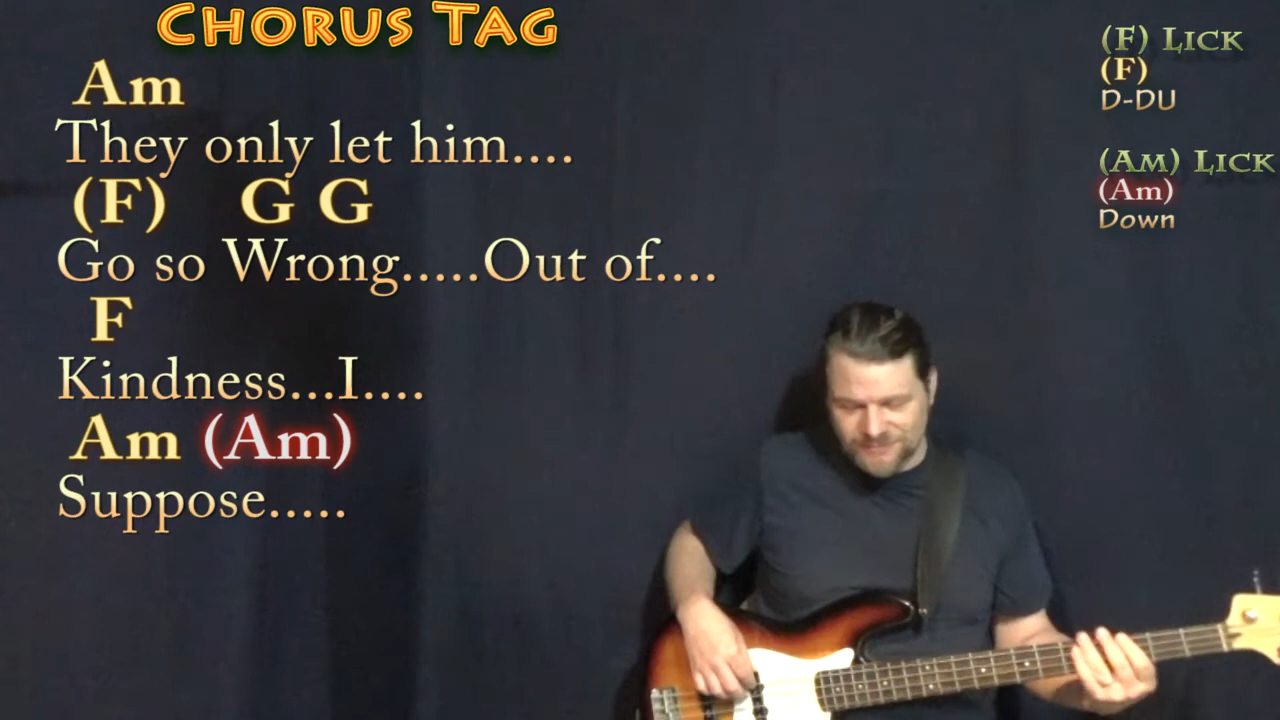 Chorus Tag
Am
They only let him....
(F) G G
Go so Wrong.....Out of....
F
Kindness...I....
Am (Am)
Suppose.....
(F) Lick
(F)
D-DU
(Am) Lick
(Am)
Down